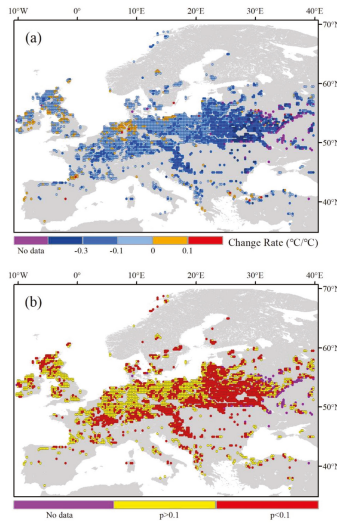 10°W 0° 10°E 20°E 30°E 40°E
(a)
70°N
60°N
50°N
40°N
-0.3 -0.1 0 0.1 Change Rate (°C/°C)
No data
10°W 0° 10°E 20°E 30°E 40°E
(b)
70°N
60°N
50°N
40°N
No data p>0.1 p<0.1